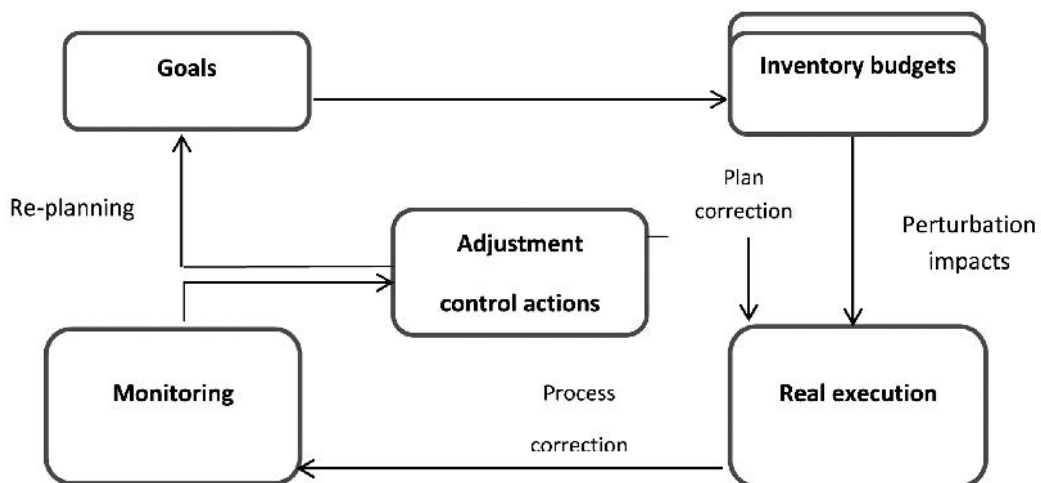 Goals
Inventory budgets
Re-planning
Plan
correction
Adjustment
control actions
Perturbation
impacts
Monitoring
Process
correction
Real execution